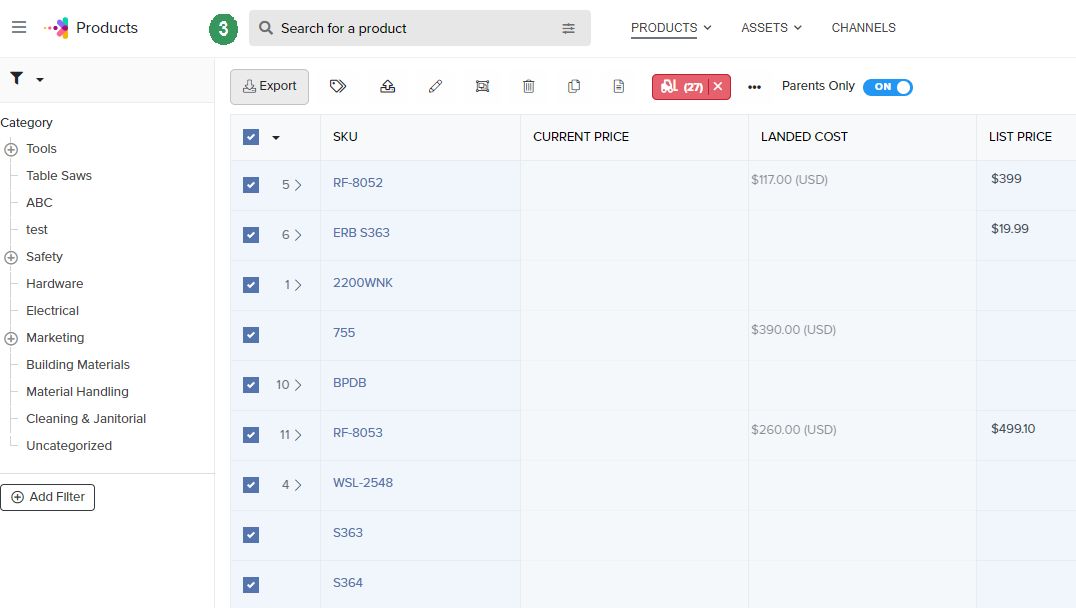 Products
3
Search for a product
PRODUCTS
ASSETS
CHANNELS
Export
(27)
Parents Only
ON
Category
Tools
Table Saws
ABC
test
Safety
Hardware
Electrical
Marketing
Building Materials
Material Handling
Cleaning & Janitorial
Uncategorized
Add Filter
SKU CURRENT PRICE LANDED COST LIST PRICE
5 RF-8052 $117.00 (USD) $399
6 ERB S363 $19.99
1 2200WNK
755 $390.00 (USD)
10 BPDB
11 RF-8053 $260.00 (USD) $499.10
4 WSL-2548
S363
S364